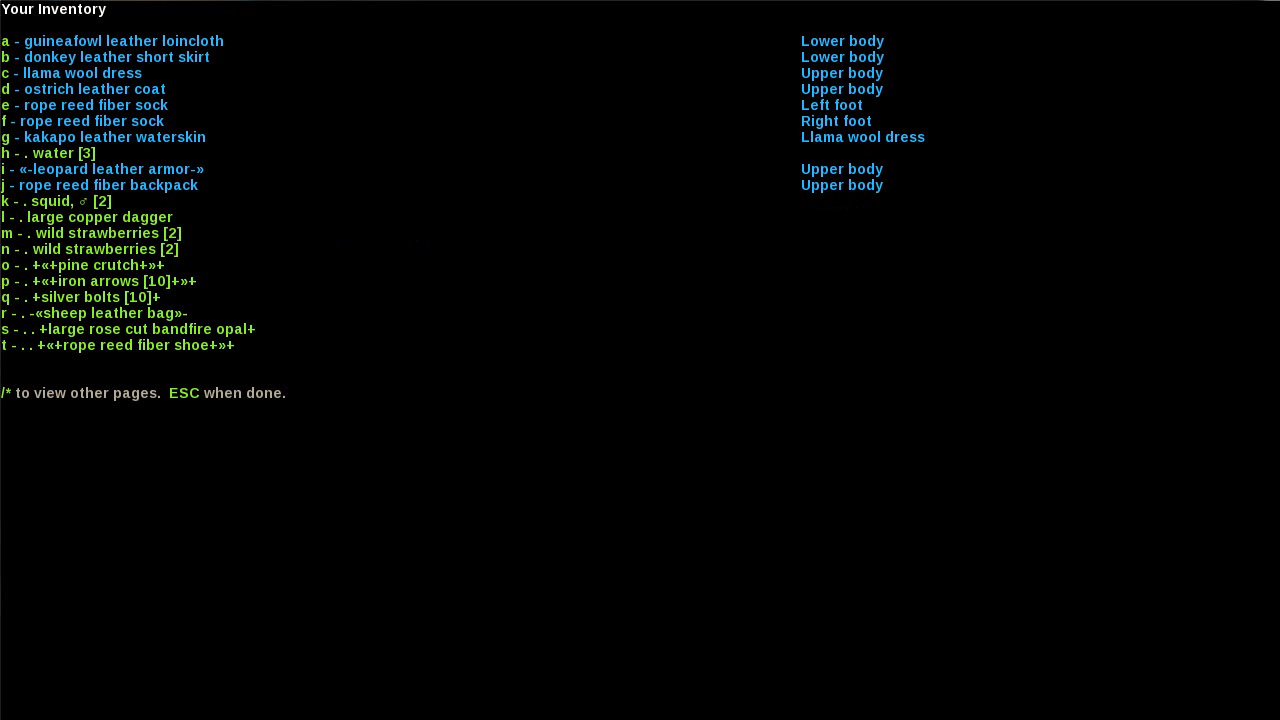 Your Inventory
a - guineafowl leather loincloth Lower body
b - donkey leather short skirt Lower body
c - llama wool dress Upper body
d - ostrich leather coat Upper body
e - rope reed fiber sock Left foot
f - rope reed fiber sock Right foot
g - kakapo leather waterskin Llama wool dress
h - . water [3]
i - «-leopard leather armor-» Upper body
j - rope reed fiber backpack Upper body
k - . squid, ♂ [2]
l - . large copper dagger
m - . wild strawberries [2]
n - . wild strawberries [2]
o - . +«+pine crutch+»+
p - . +«+iron arrows [10]+»+
q - . +silver bolts [10]+
r - . -«sheep leather bag»-
s - . . +large rose cut bandfire opal+
t - . . +«+rope reed fiber shoe+»+
/* to view other pages. ESC when done.